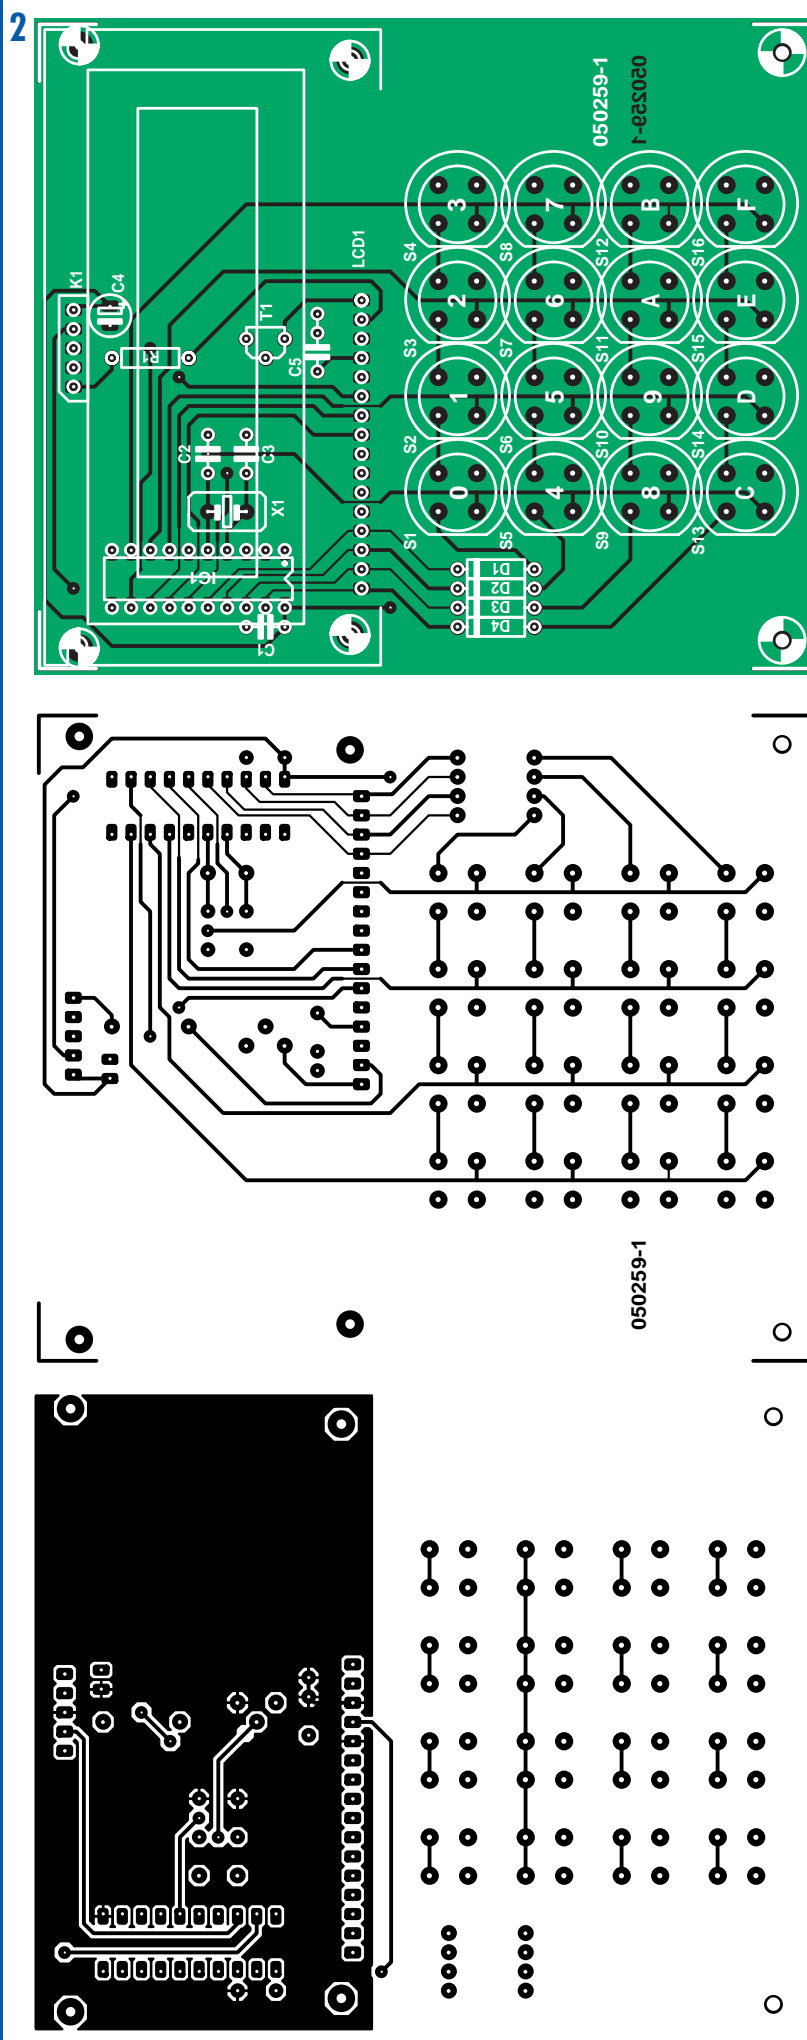 2
050259-1
050259-1
3
7
B
F
S4
S8
S12
S16
K1
C4
LCD1
2
6
A
E
T1
R1
C5
S3
S7
S11
S15
1
5
9
D
C2
C3
S2
S6
S10
S14
0
4
8
C
X1
S1
S5
S9
S13
IC1
D1
D2
D3
D4
C1
050259-1